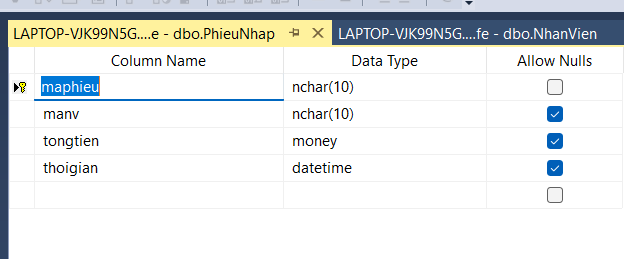 LAPTOP-VJK99N5G....e - dbo.PhieuNhap LAPTOP-VJK99N5G....fe - dbo.NhanVien
Column Name Data Type Allow Nulls
maphieu nchar(10)
manv nchar(10)
tongtien money
thoigian datetime